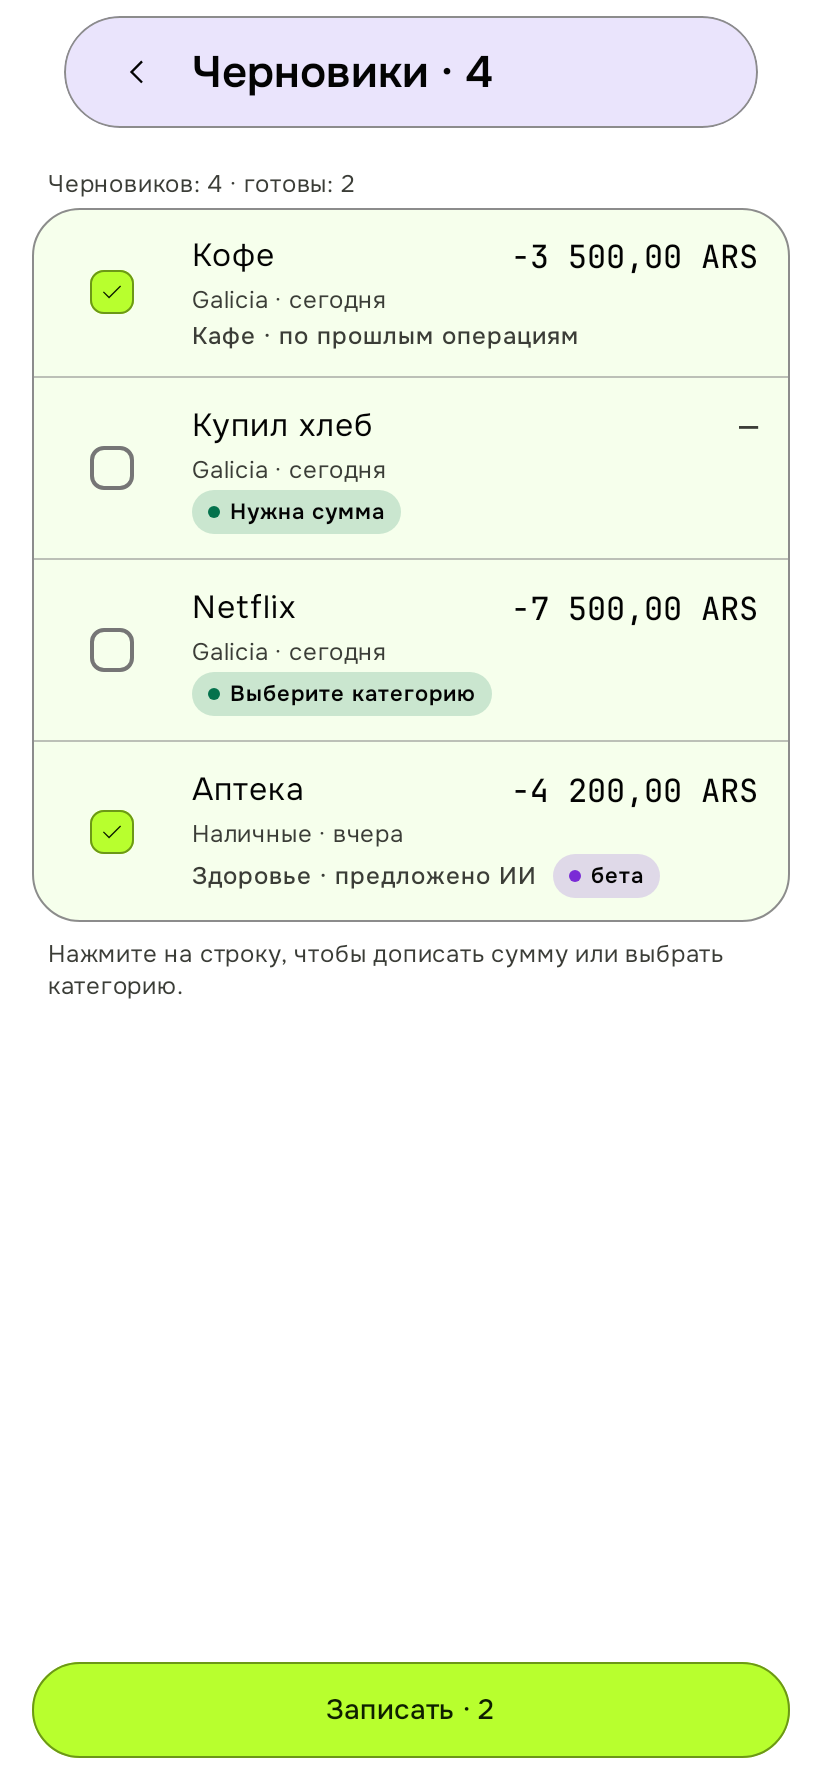 Черновики · 4
Черновиков: 4 · готовы: 2
Кофе -3 500,00 ARS
Galicia · сегодня
Кафе · по прошлым операциям
Купил хлеб —
Galicia · сегодня
Нужна сумма
Netflix -7 500,00 ARS
Galicia · сегодня
Выберите категорию
Аптека -4 200,00 ARS
Наличные · вчера
Здоровье · предложено ИИ бета
Нажмите на строку, чтобы дописать сумму или выбрать
категорию.
Записать · 2